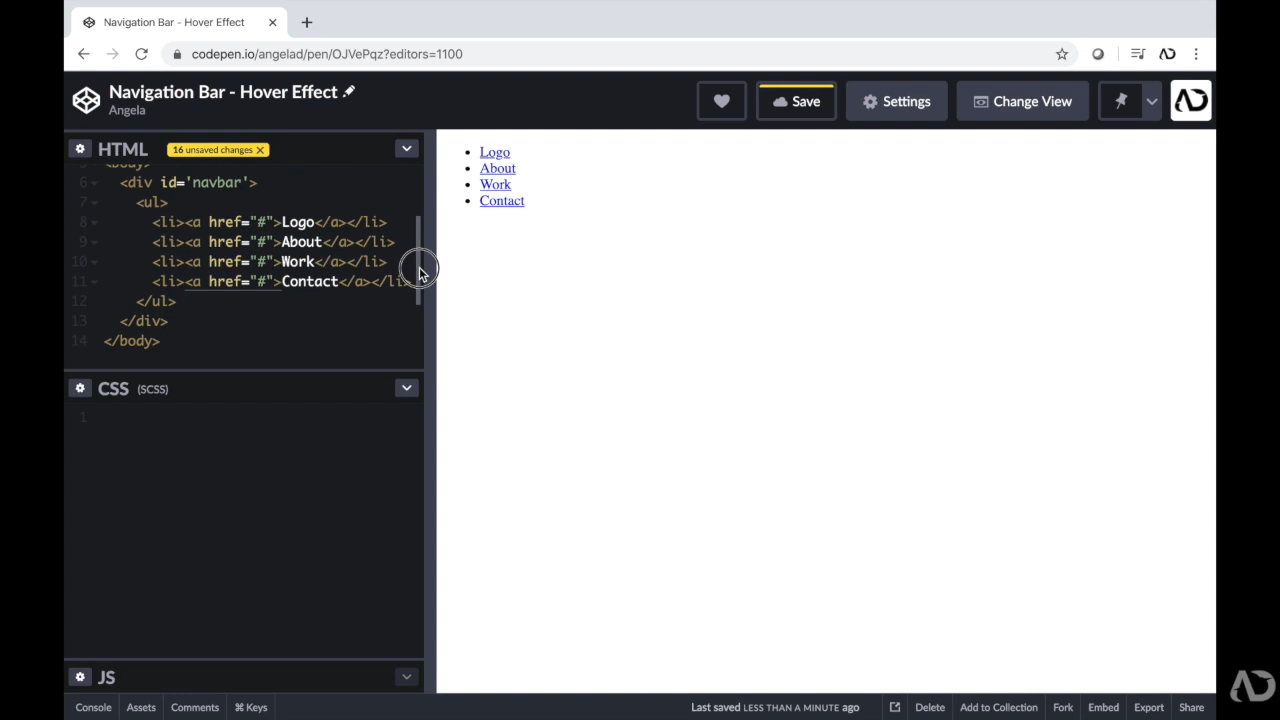 Navigation Bar - Hover Effect
codepen.io/angelad/pen/OJVePqz?editors=1100
Navigation Bar - Hover Effect
Angela
Save
Settings
Change View
HTML
16 unsaved changes
<body>
6 <div id='navbar'>
7 <ul>
8 <li><a href="#">Logo</a></li>
9 <li><a href="#">About</a></li>
10 <li><a href="#">Work</a></li>
11 <li><a href="#">Contact</a></li>
12 </ul>
13 </div>
14 </body>
CSS (SCSS)
1
JS
Logo
About
Work
Contact
Console Assets Comments ⌘ Keys
Last saved LESS THAN A MINUTE ago
Delete Add to Collection Fork Embed Export Share